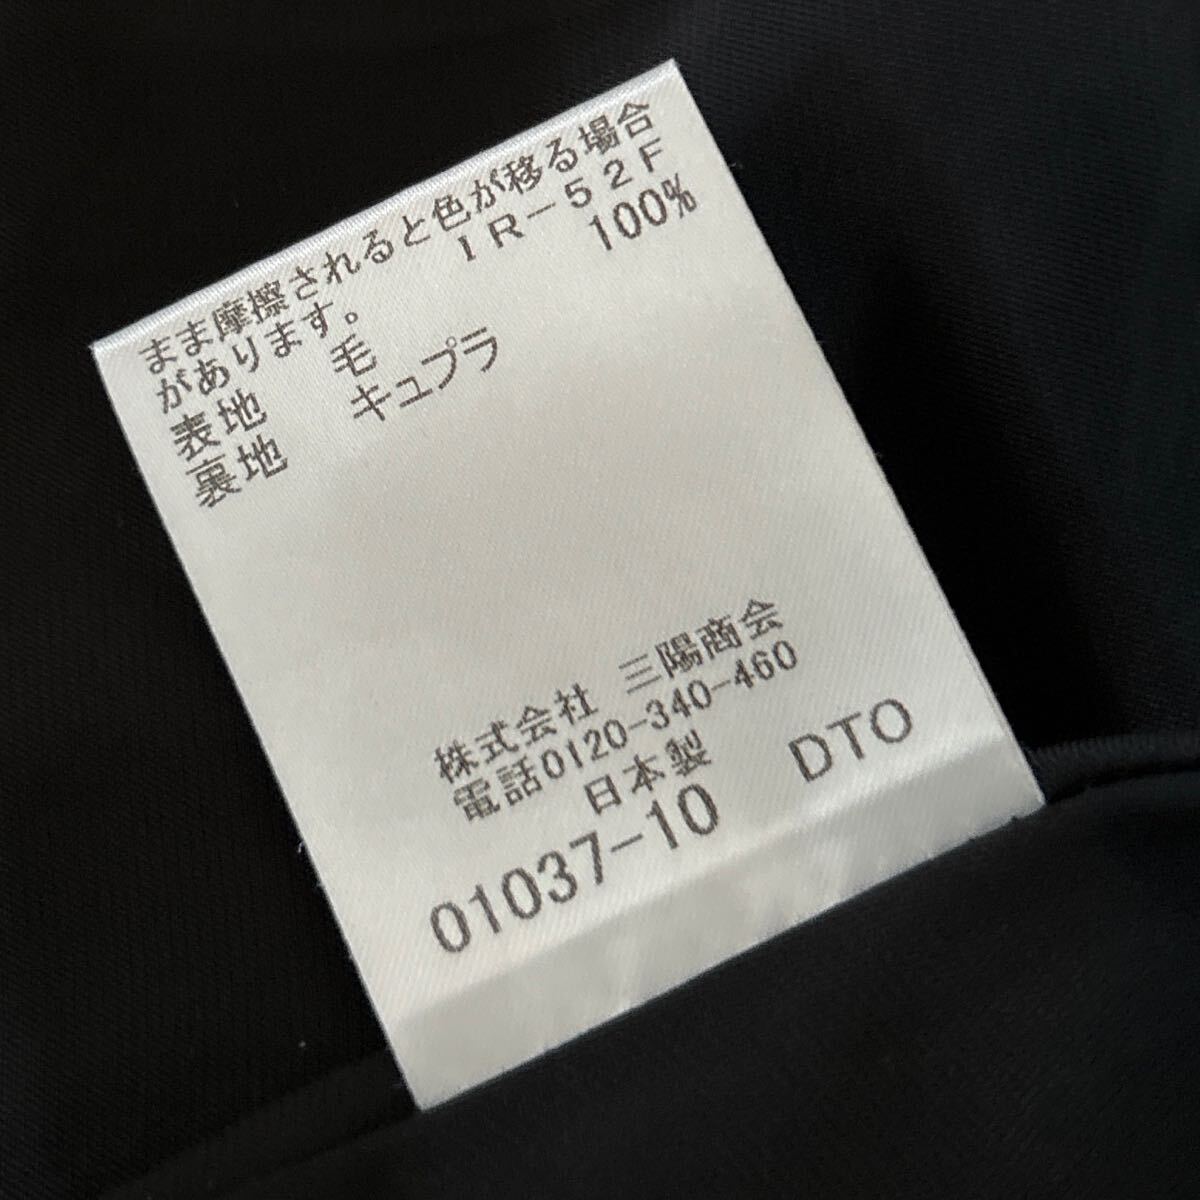 まま摩擦されると色が移る場合
があります。 IR-52F
表地 毛 100%
裏地 キュプラ
株式会社 三陽商会
電話0120-340-460
日本製
01037-10 DTO